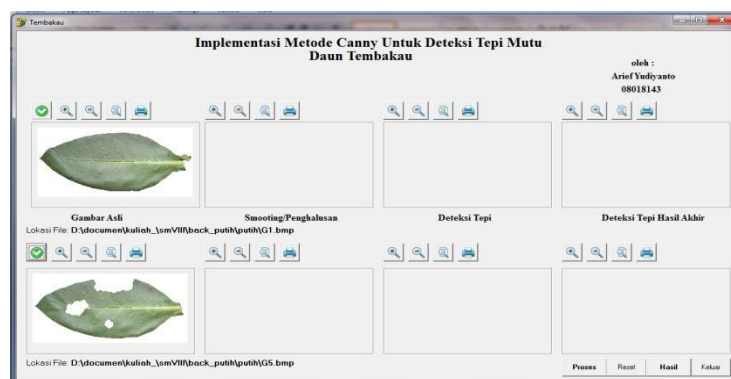 Tembakau
Implementasi Metode Canny Untuk Deteksi Tepi Mutu
Daun Tembakau
oleh :
Arief Yudiyanto
08018143
Gambar Asli
Smooting/Penghalusan
Deteksi Tepi
Deteksi Tepi Hasil Akhir
Lokasi File: D:\documen\kuliah_\smVIII\back_putih\putih\G1.bmp
Lokasi File: D:\documen\kuliah_\smVIII\back_putih\putih\G5.bmp
Proses
Reset
Hasil
Keluar